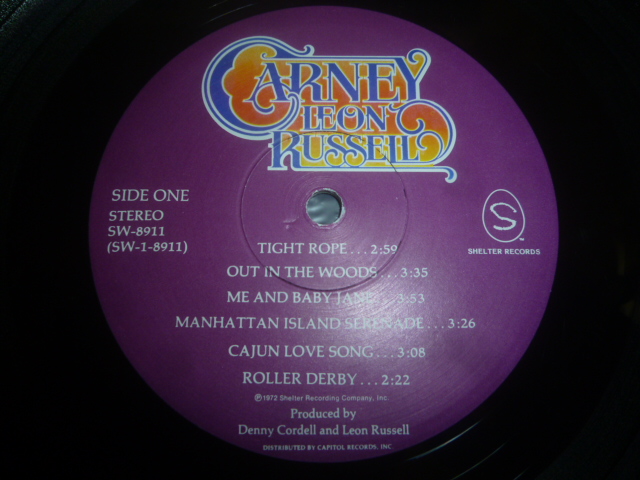 CARNEY
LEON
RUSSELL
SIDE ONE
STEREO
SW-8911
(SW-1-8911)
S
SHELTER RECORDS
TIGHT ROPE...2:59
OUT IN THE WOODS...3:35
ME AND BABY JANE...3:53
MANHATTAN ISLAND SERENADE...3:26
CAJUN LOVE SONG...3:08
ROLLER DERBY...2:22
℗1972 Shelter Recording Company, Inc.
Produced by
Denny Cordell and Leon Russell
DISTRIBUTED BY CAPITOL RECORDS, INC